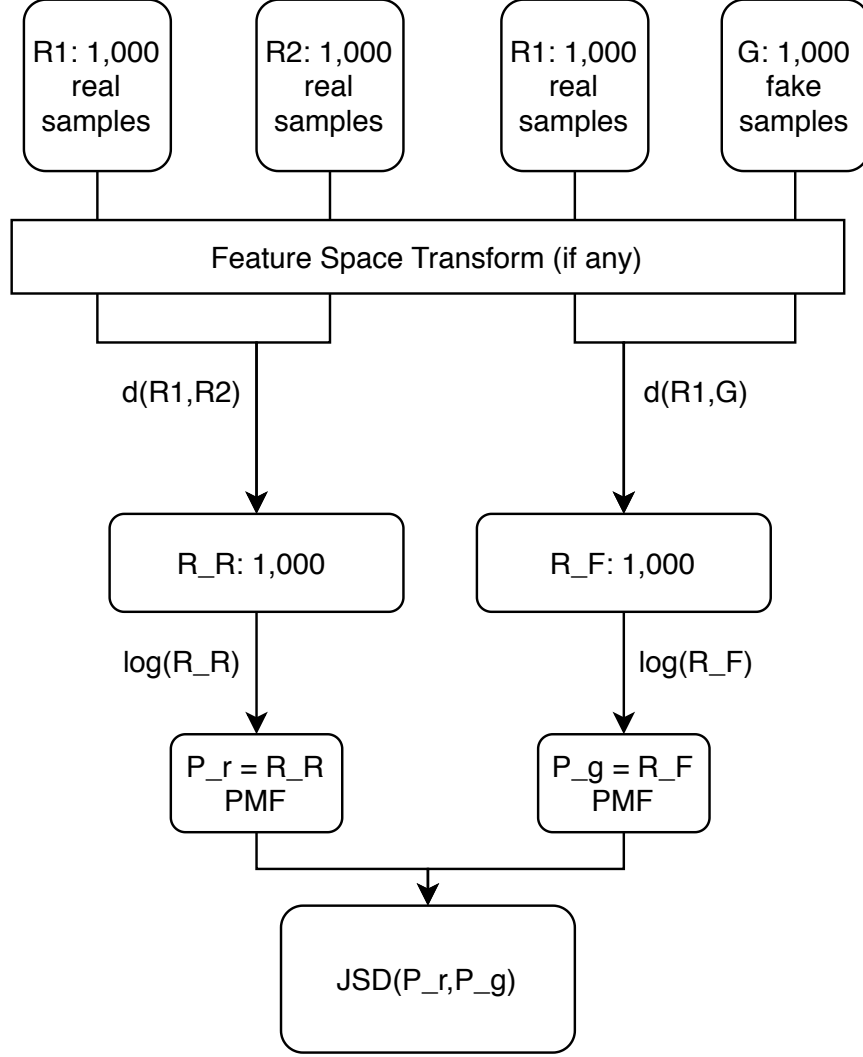 R1: 1,000
real
samples
R2: 1,000
real
samples
R1: 1,000
real
samples
G: 1,000
fake
samples
Feature Space Transform (if any)
d(R1,R2)
d(R1,G)
R_R: 1,000
R_F: 1,000
log(R_R)
log(R_F)
P_r = R_R
PMF
P_g = R_F
PMF
JSD(P_r,P_g)